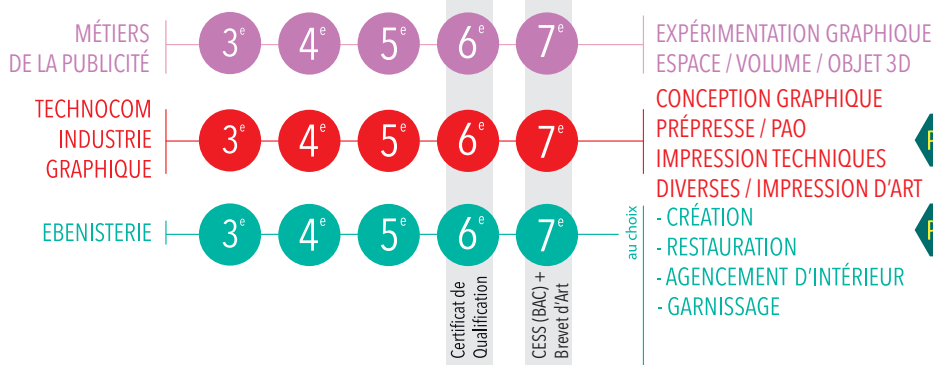 MÉTIERS
DE LA PUBLICITÉ
3e 4e 5e 6e 7e
EXPÉRIMENTATION GRAPHIQUE
ESPACE / VOLUME / OBJET 3D
TECHNOCOM
INDUSTRIE
GRAPHIQUE
3e 4e 5e 6e 7e
CONCEPTION GRAPHIQUE
PRÉPRESSE / PAO
IMPRESSION TECHNIQUES
DIVERSES / IMPRESSION D'ART
P
EBENISTERIE
3e 4e 5e 6e 7e
au choix
- CRÉATION
- RESTAURATION
- AGENCEMENT D'INTÉRIEUR
- GARNISSAGE
P
Certificat de
Qualification
CESS (BAC) +
Brevet d'Art